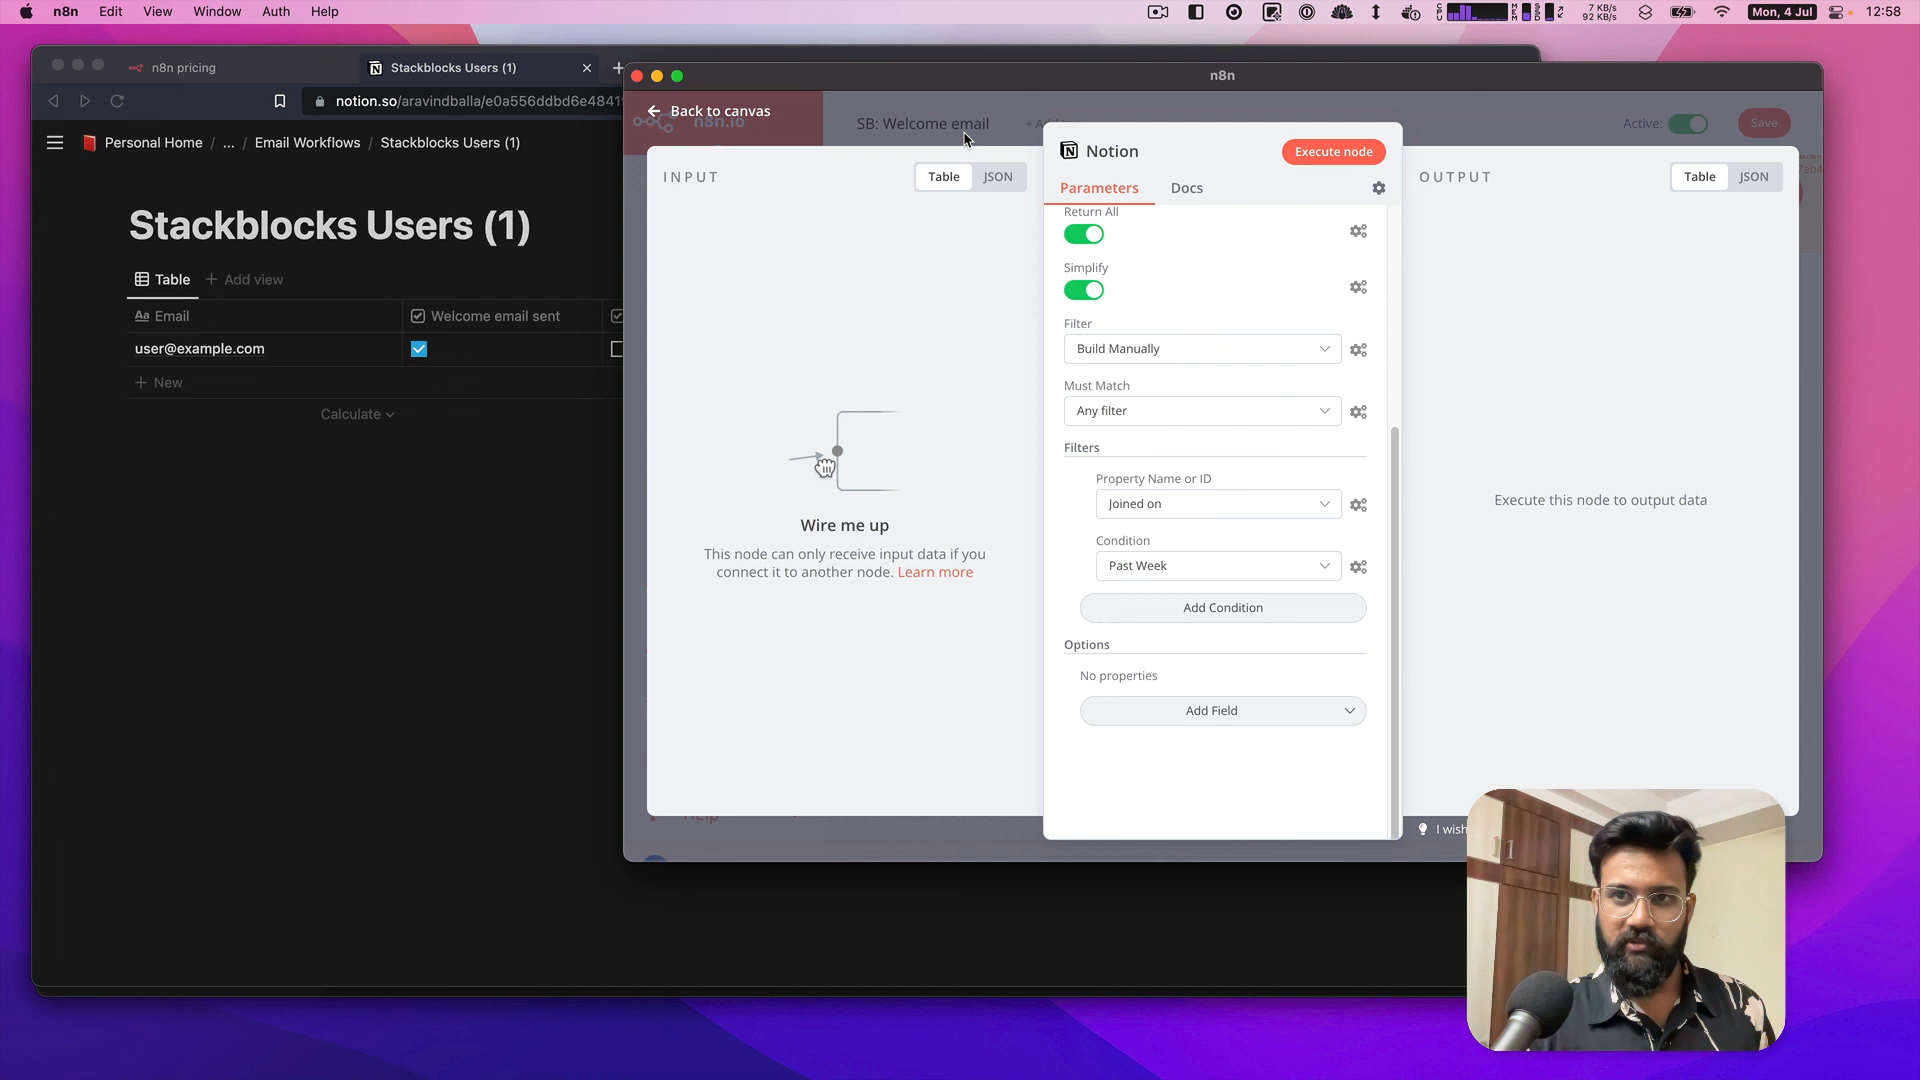 n8n Edit View Window Auth Help
7 KB/s
92 KB/s
Mon, 4 Jul 12:58
n8n pricing
Stackblocks Users (1)
n8n
notion.so/aravindballa/e0a556ddbd6e4841
Back to canvas
n8n.io
SB: Welcome email
Active:
Save
Personal Home / ... / Email Workflows / Stackblocks Users (1)
Stackblocks Users (1)
Table
Add view
Aa Email
Welcome email sent
user@example.com
New
Calculate
INPUT
Table
JSON
Wire me up
This node can only receive input data if you
connect it to another node. Learn more
Notion
Execute node
Parameters
Docs
Return All
Simplify
Filter
Build Manually
Must Match
Any filter
Filters
Property Name or ID
Joined on
Condition
Past Week
Add Condition
Options
No properties
Add Field
OUTPUT
Table
JSON
Execute this node to output data
Help
I wish